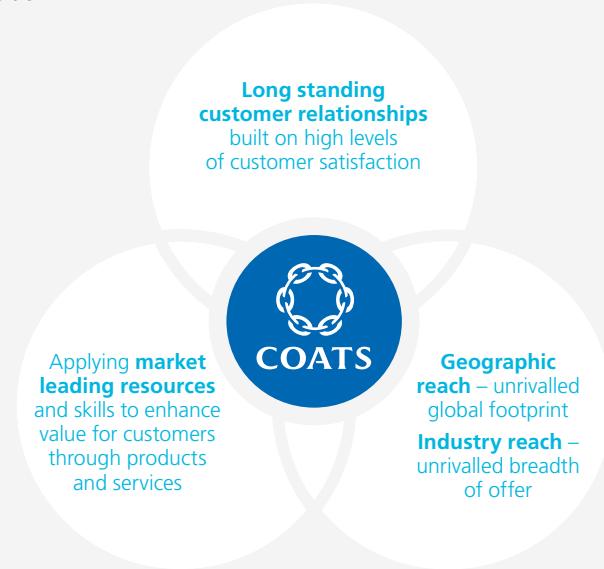 Long standing
customer relationships
built on high levels
of customer satisfaction
COATS
Applying market
leading resources
and skills to enhance
value for customers
through products
and services
Geographic
reach – unrivalled
global footprint
Industry reach –
unrivalled breadth
of offer